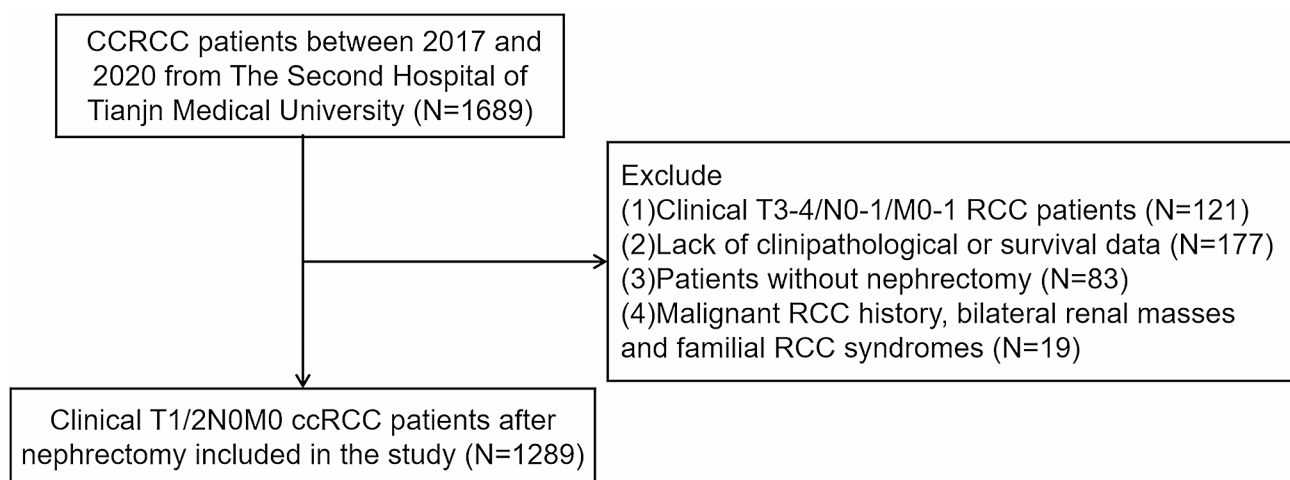 CCRCC patients between 2017 and
2020 from The Second Hospital of
Tianjn Medical University (N=1689)
Exclude
(1)Clinical T3-4/N0-1/M0-1 RCC patients (N=121)
(2)Lack of clinipathological or survival data (N=177)
(3)Patients without nephrectomy (N=83)
(4)Malignant RCC history, bilateral renal masses
and familial RCC syndromes (N=19)
Clinical T1/2N0M0 ccRCC patients after
nephrectomy included in the study (N=1289)